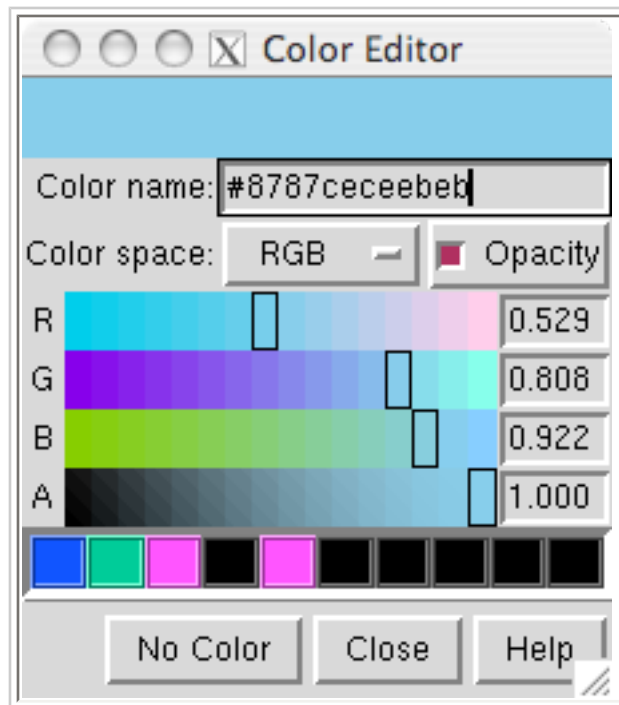 X Color Editor
Color name: #8787ceceebeb
Color space: RGB Opacity
R 0.529
G 0.808
B 0.922
A 1.000
No Color Close Help